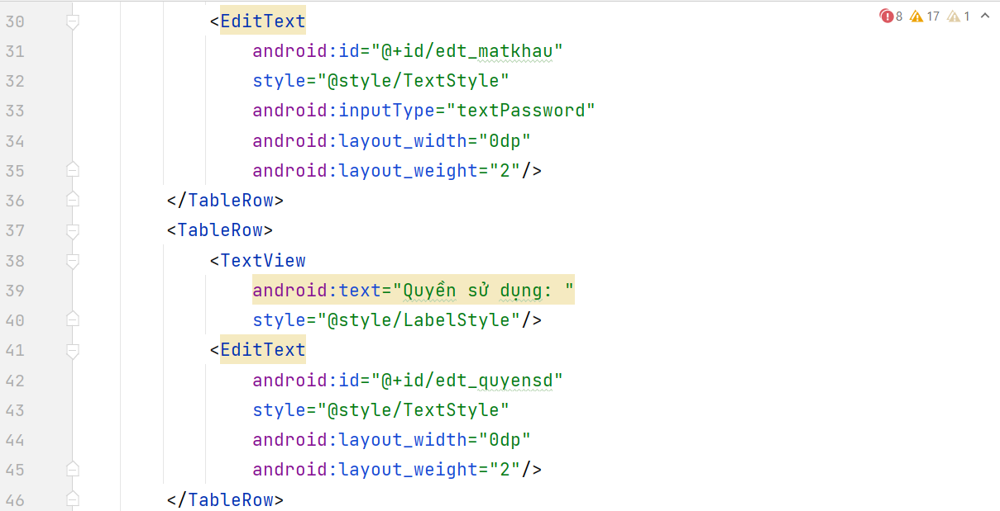 30 <EditText 8 17 1
31 android:id="@+id/edt_matkhau"
32 style="@style/TextStyle"
33 android:inputType="textPassword"
34 android:layout_width="0dp"
35 android:layout_weight="2"/>
36 </TableRow>
37 <TableRow>
38 <TextView
39 android:text="Quyền sử dụng: "
40 style="@style/LabelStyle"/>
41 <EditText
42 android:id="@+id/edt_quyensd"
43 style="@style/TextStyle"
44 android:layout_width="0dp"
45 android:layout_weight="2"/>
46 </TableRow>